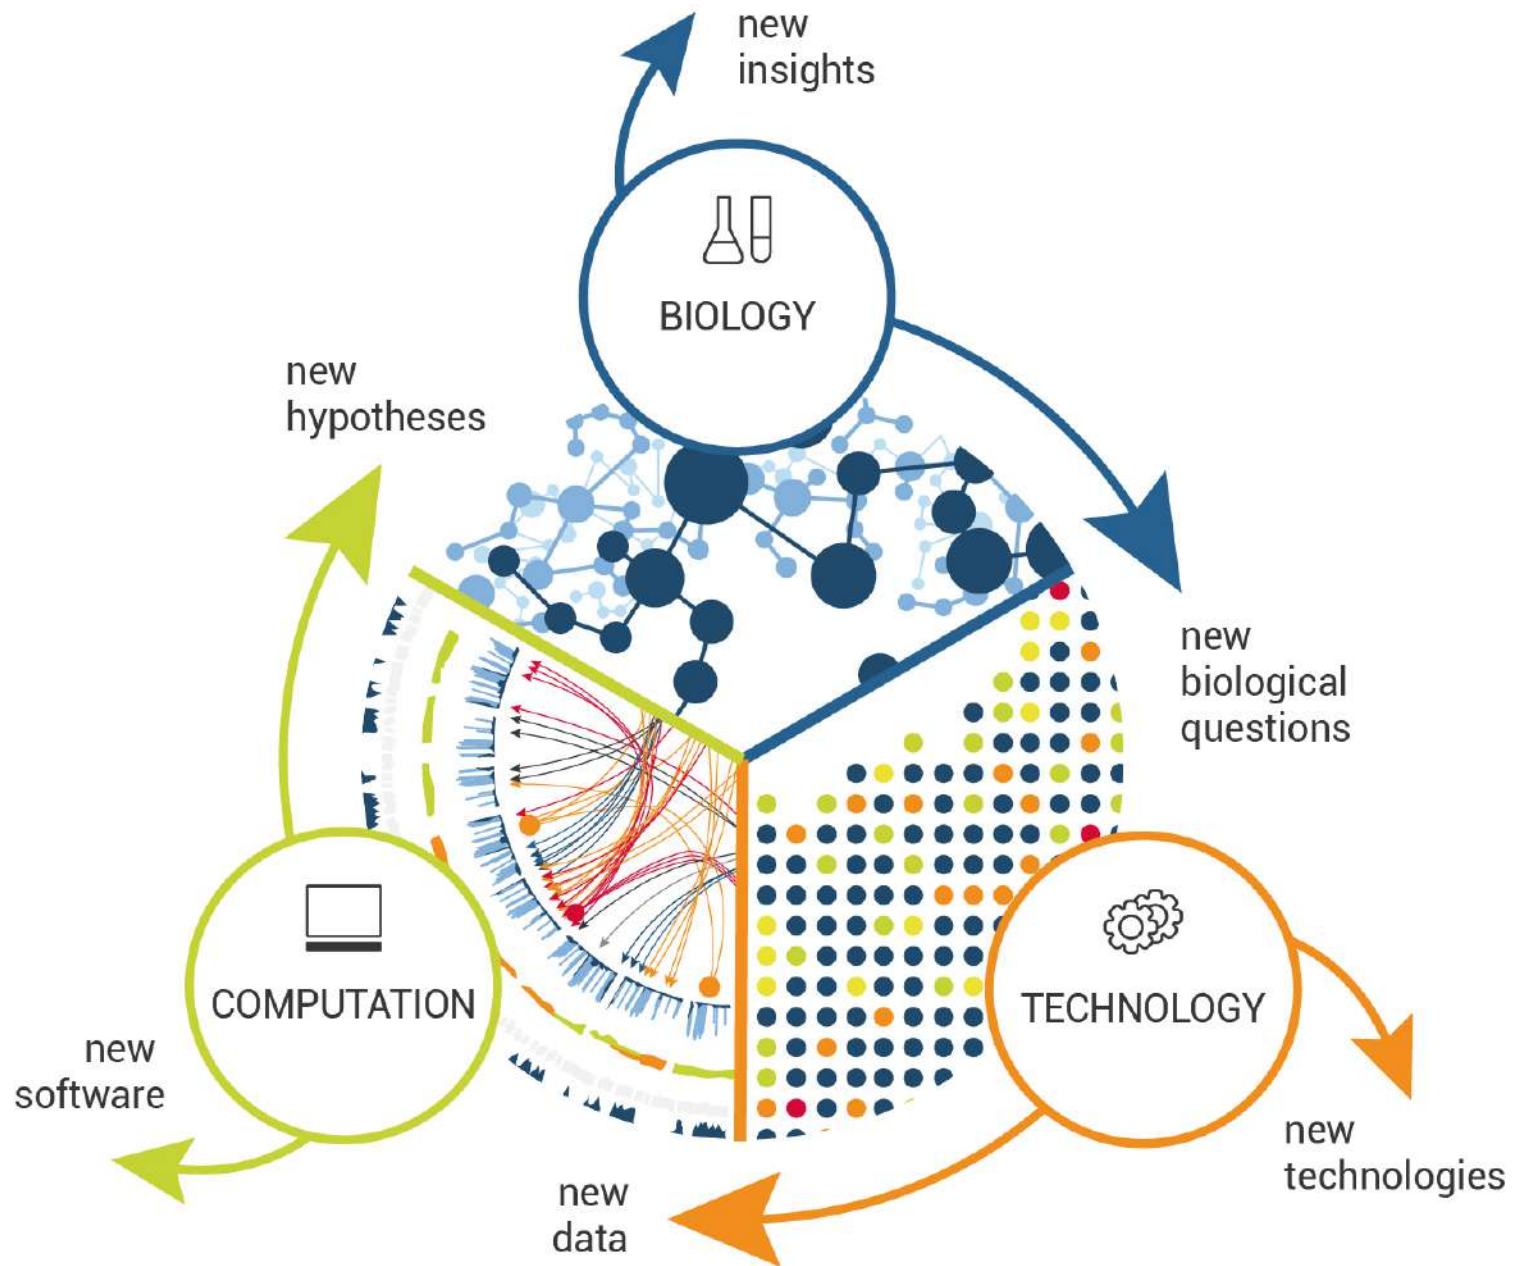 new
insights
BIOLOGY
new
hypotheses
new
biological
questions
COMPUTATION
TECHNOLOGY
new
software
new
technologies
new
data